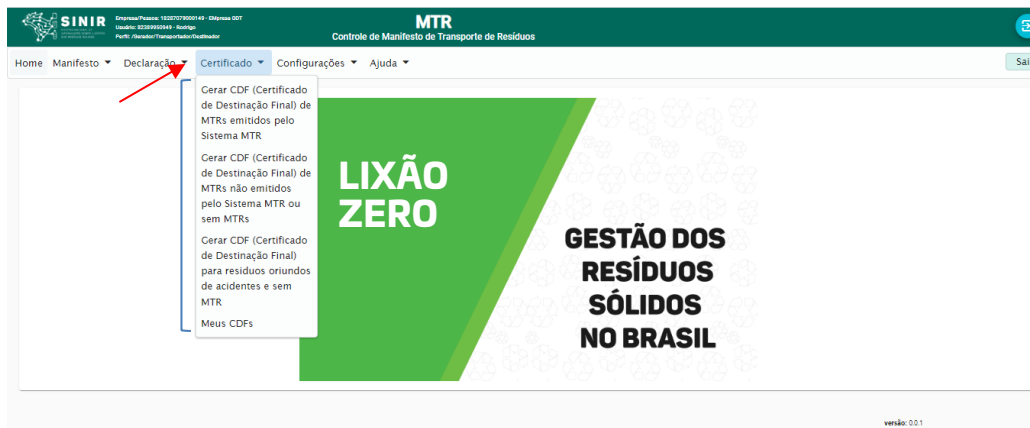 SINIR
Empresa/Pessoa: 18287079000149 - EMpresa GDT
Usuário: 82389950949 - Rodrigo
Perfil: /Gerador/Transportador/Destinador
MTR
Controle de Manifesto de Transporte de Resíduos
Home Manifesto Declaração Certificado Configurações Ajuda
Sai
Gerar CDF (Certificado
de Destinação Final) de
MTRs emitidos pelo
Sistema MTR
Gerar CDF (Certificado
de Destinação Final) de
MTRs não emitidos
pelo Sistema MTR ou
sem MTRs
Gerar CDF (Certificado
de Destinação Final)
para residuos oriundos
de acidentes e sem
MTR
Meus CDFs
LIXÃO
ZERO
GESTÃO DOS
RESÍDUOS
SÓLIDOS
NO BRASIL
versão: 0.0.1